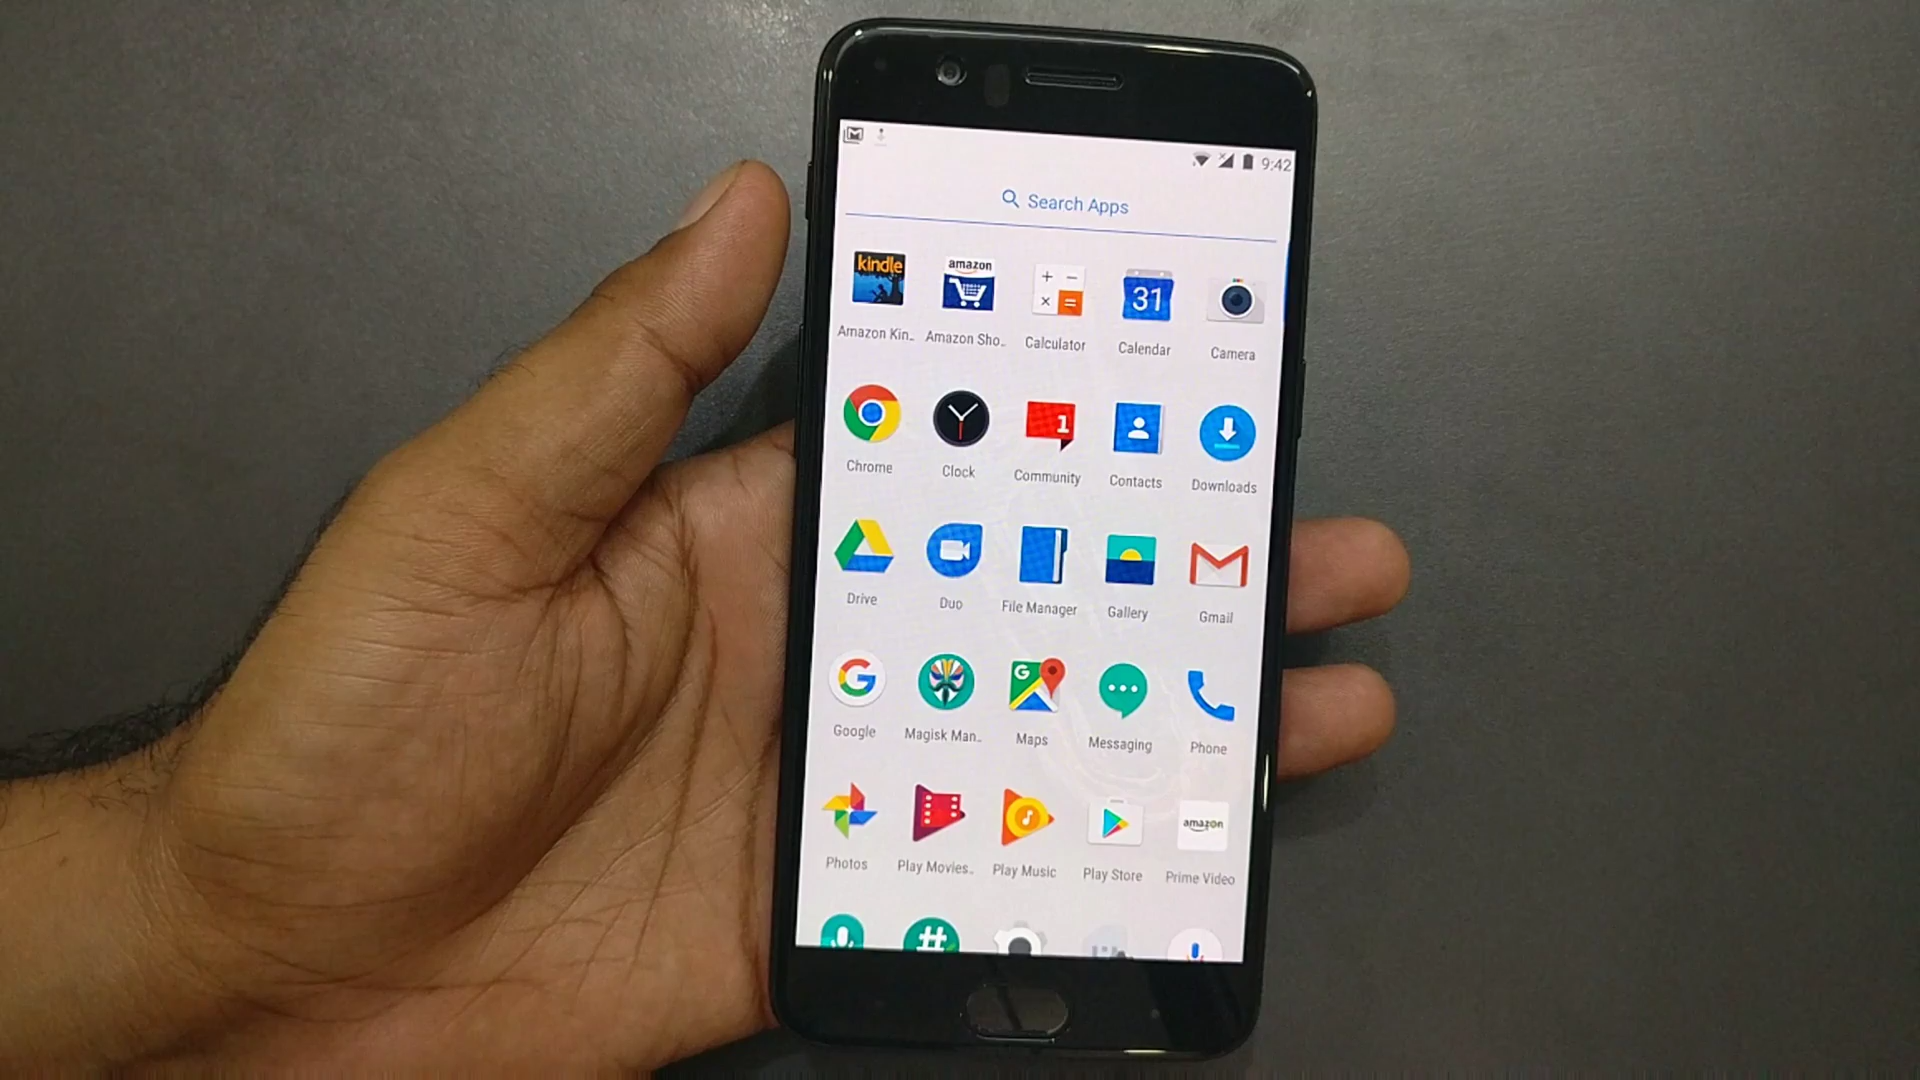 9:42
Search Apps
kindle
amazon
+ −
× =
31
Amazon Kin..
Amazon Sho..
Calculator
Calendar
Camera
1
Chrome
Clock
Community
Contacts
Downloads
Drive
Duo
File Manager
Gallery
Gmail
G
G
Google
Magisk Man..
Maps
Messaging
Phone
amazon
Photos
Play Movies..
Play Music
Play Store
Prime Video
#